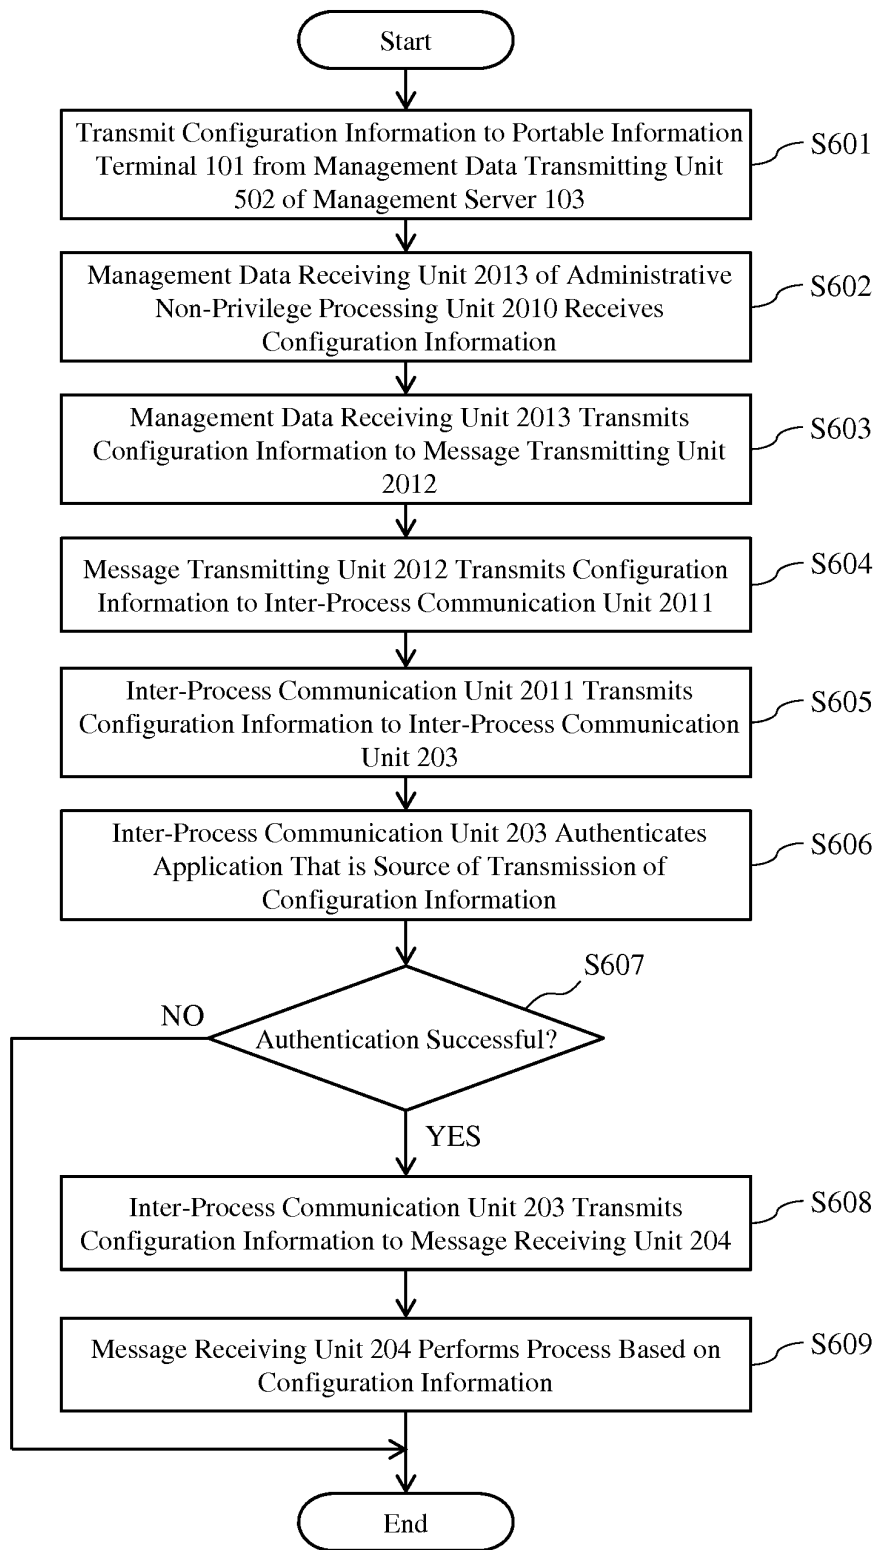 Start
Transmit Configuration Information to Portable Information
Terminal 101 from Management Data Transmitting Unit
502 of Management Server 103
S601
Management Data Receiving Unit 2013 of Administrative
Non-Privilege Processing Unit 2010 Receives
Configuration Information
S602
Management Data Receiving Unit 2013 Transmits
Configuration Information to Message Transmitting Unit
2012
S603
Message Transmitting Unit 2012 Transmits Configuration
Information to Inter-Process Communication Unit 2011
S604
Inter-Process Communication Unit 2011 Transmits
Configuration Information to Inter-Process Communication
Unit 203
S605
Inter-Process Communication Unit 203 Authenticates
Application That is Source of Transmission of
Configuration Information
S606
S607
NO
Authentication Successful?
YES
Inter-Process Communication Unit 203 Transmits
Configuration Information to Message Receiving Unit 204
S608
Message Receiving Unit 204 Performs Process Based on
Configuration Information
S609
End